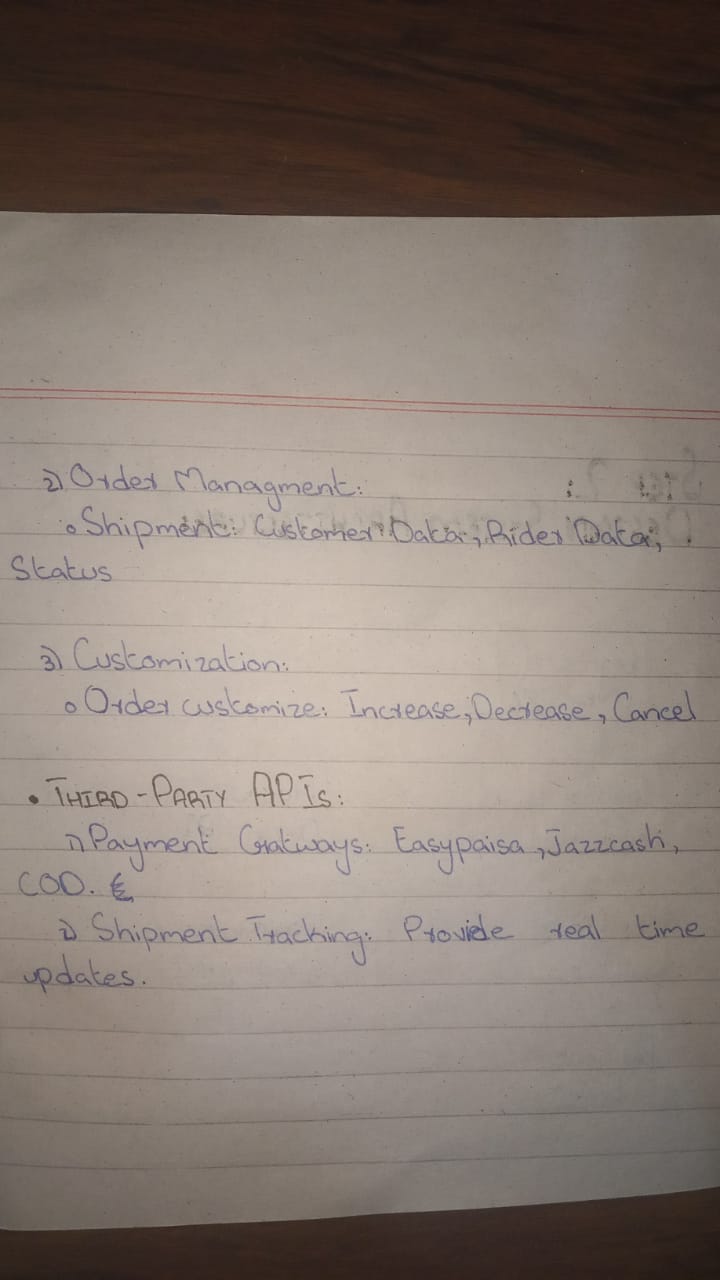 2) Order Managment:
o Shipment: Customer Data, Rider Data,
Status
3) Customization:
o Order customize: Increase, Decrease, Cancel
• THIRD-PARTY APIs:
1) Payment Gatways: Easypaisa, Jazzcash,
COD.
2) Shipment Tracking: Provide real time
updates.